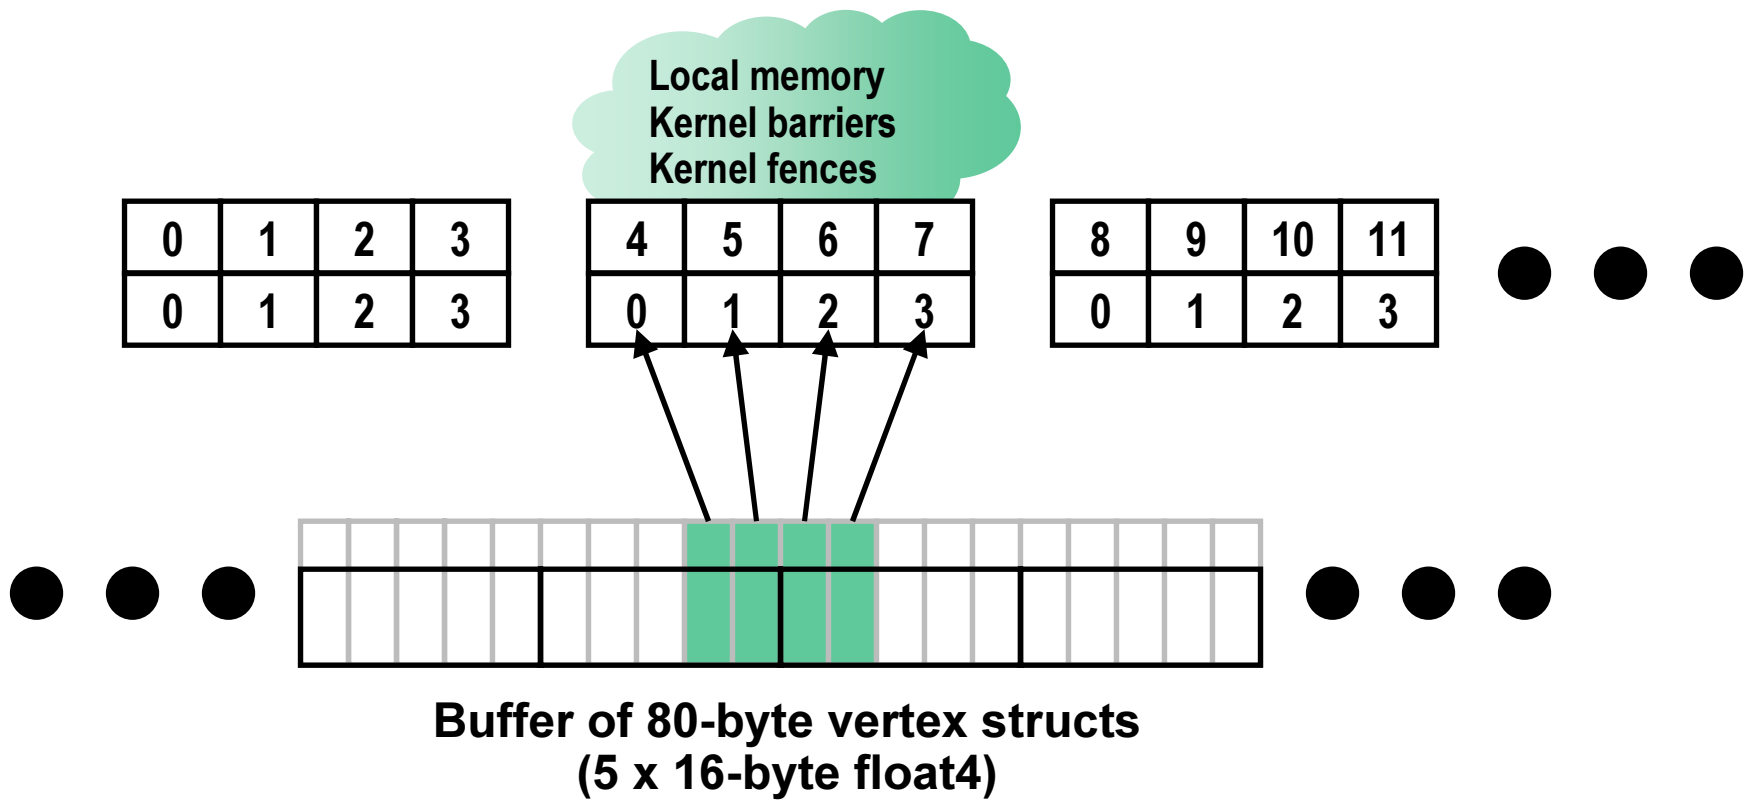 Local memory
Kernel barriers
Kernel fences
0 1 2 3
0 1 2 3
4 5 6 7
0 1 2 3
8 9 10 11
0 1 2 3
Buffer of 80-byte vertex structs
(5 x 16-byte float4)